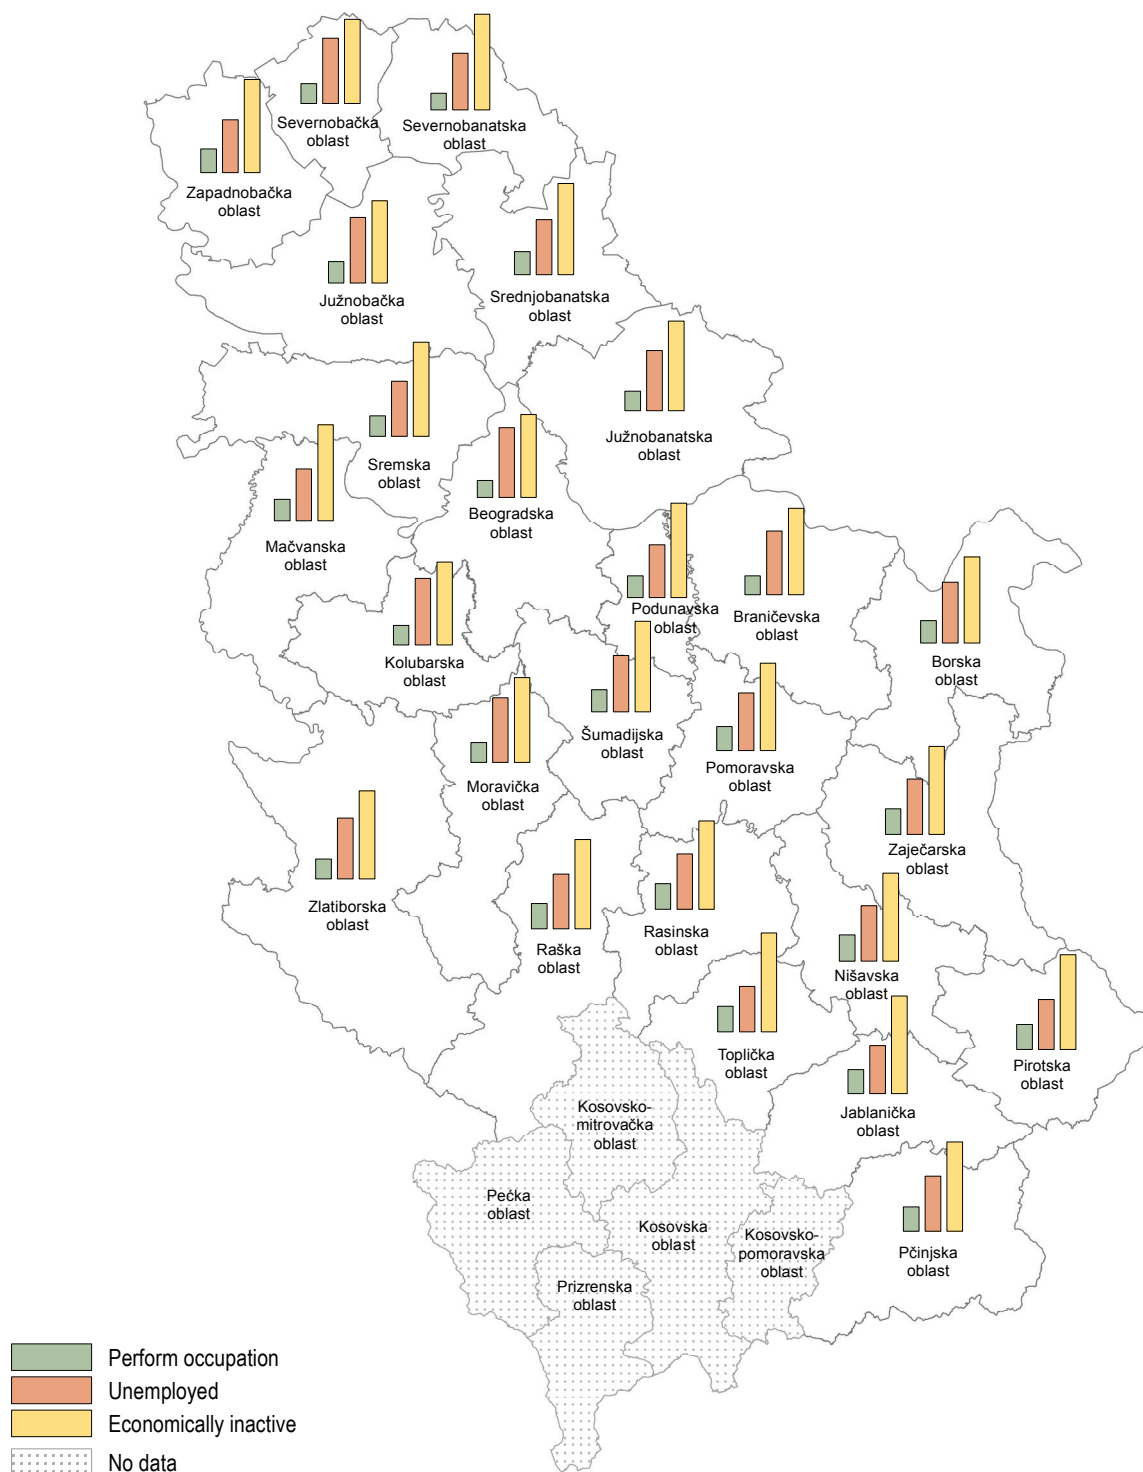 Severnobačka
oblast
Severnobanatska
oblast
Zapadnobačka
oblast
Južnobačka
oblast
Srednjobanatska
oblast
Južnobanatska
oblast
Sremska
oblast
Beogradska
oblast
Mačvanska
oblast
Podunavska
oblast
Braničevska
oblast
Borska
oblast
Kolubarska
oblast
Šumadijska
oblast
Moravička
oblast
Pomoravska
oblast
Zaječarska
oblast
Zlatiborska
oblast
Raška
oblast
Rasinska
oblast
Nišavska
oblast
Toplička
oblast
Pirotska
oblast
Jablanička
oblast
Kosovsko-
mitrovačka
oblast
Pećka
oblast
Kosovska
oblast
Kosovsko-
pomoravska
oblast
Pčinjska
oblast
Prizrenska
oblast
Perform occupation
Unemployed
Economically inactive
No data